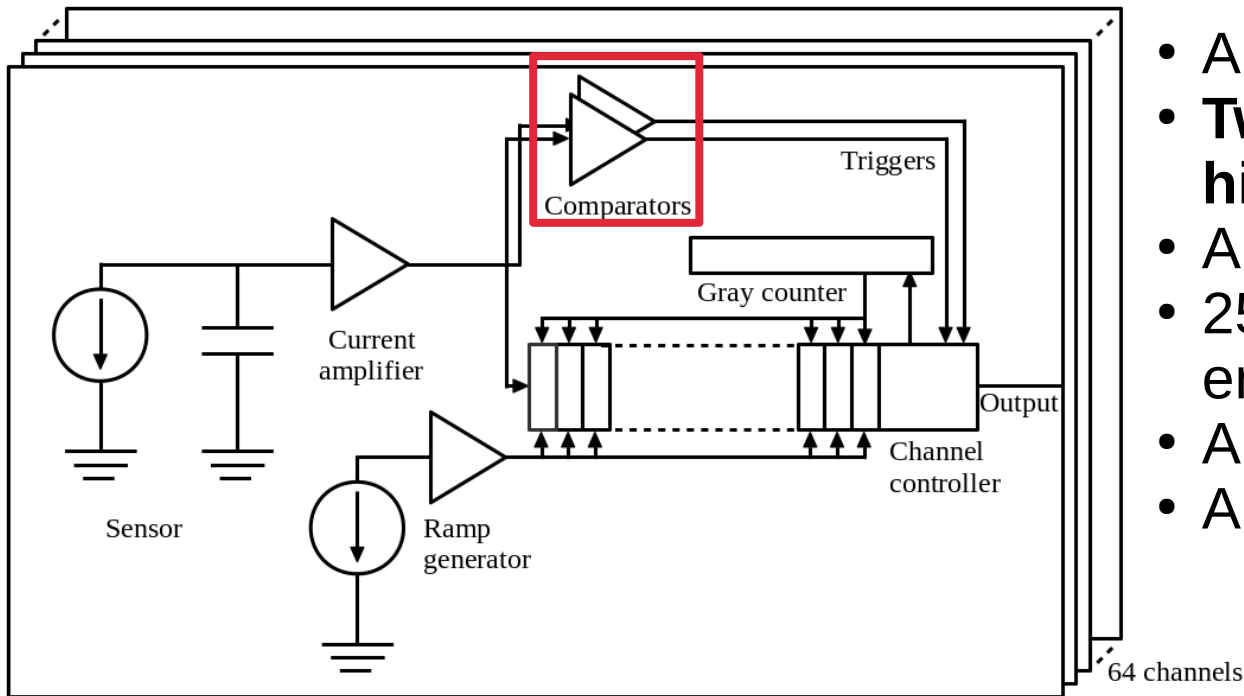 Comparators
Triggers
Gray counter
Current
amplifier
Output
Channel
controller
Sensor
Ramp
generator
64 channels
• A
•
• A
•
• A
• A